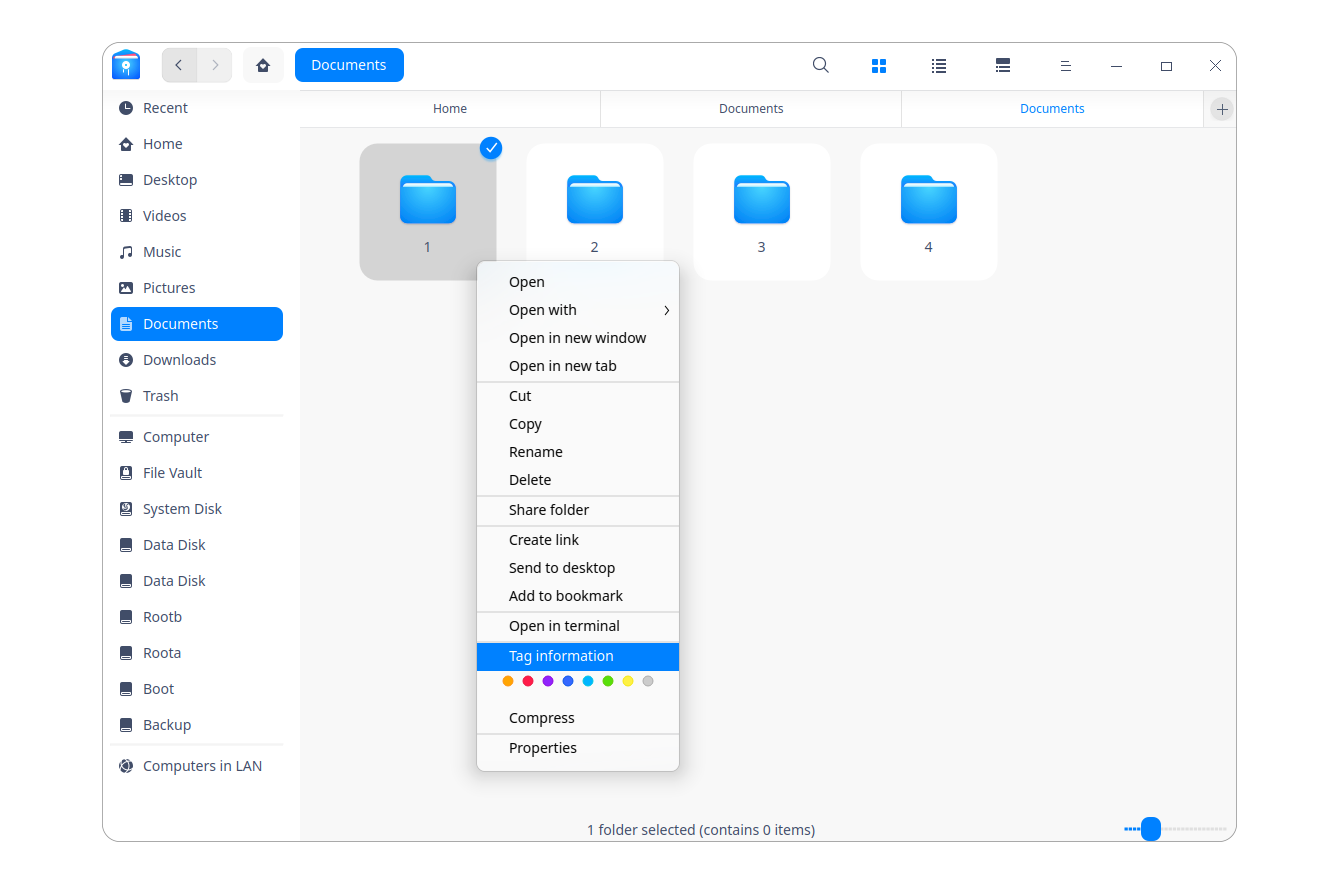 Documents
Home
Documents
Documents
Recent
Home
Desktop
Videos
Music
Pictures
Documents
Downloads
Trash
Computer
File Vault
System Disk
Data Disk
Data Disk
Rootb
Roota
Boot
Backup
Computers in LAN
1
2
3
4
Open
Open with
Open in new window
Open in new tab
Cut
Copy
Rename
Delete
Share folder
Create link
Send to desktop
Add to bookmark
Open in terminal
Tag information
Compress
Properties
1 folder selected (contains 0 items)